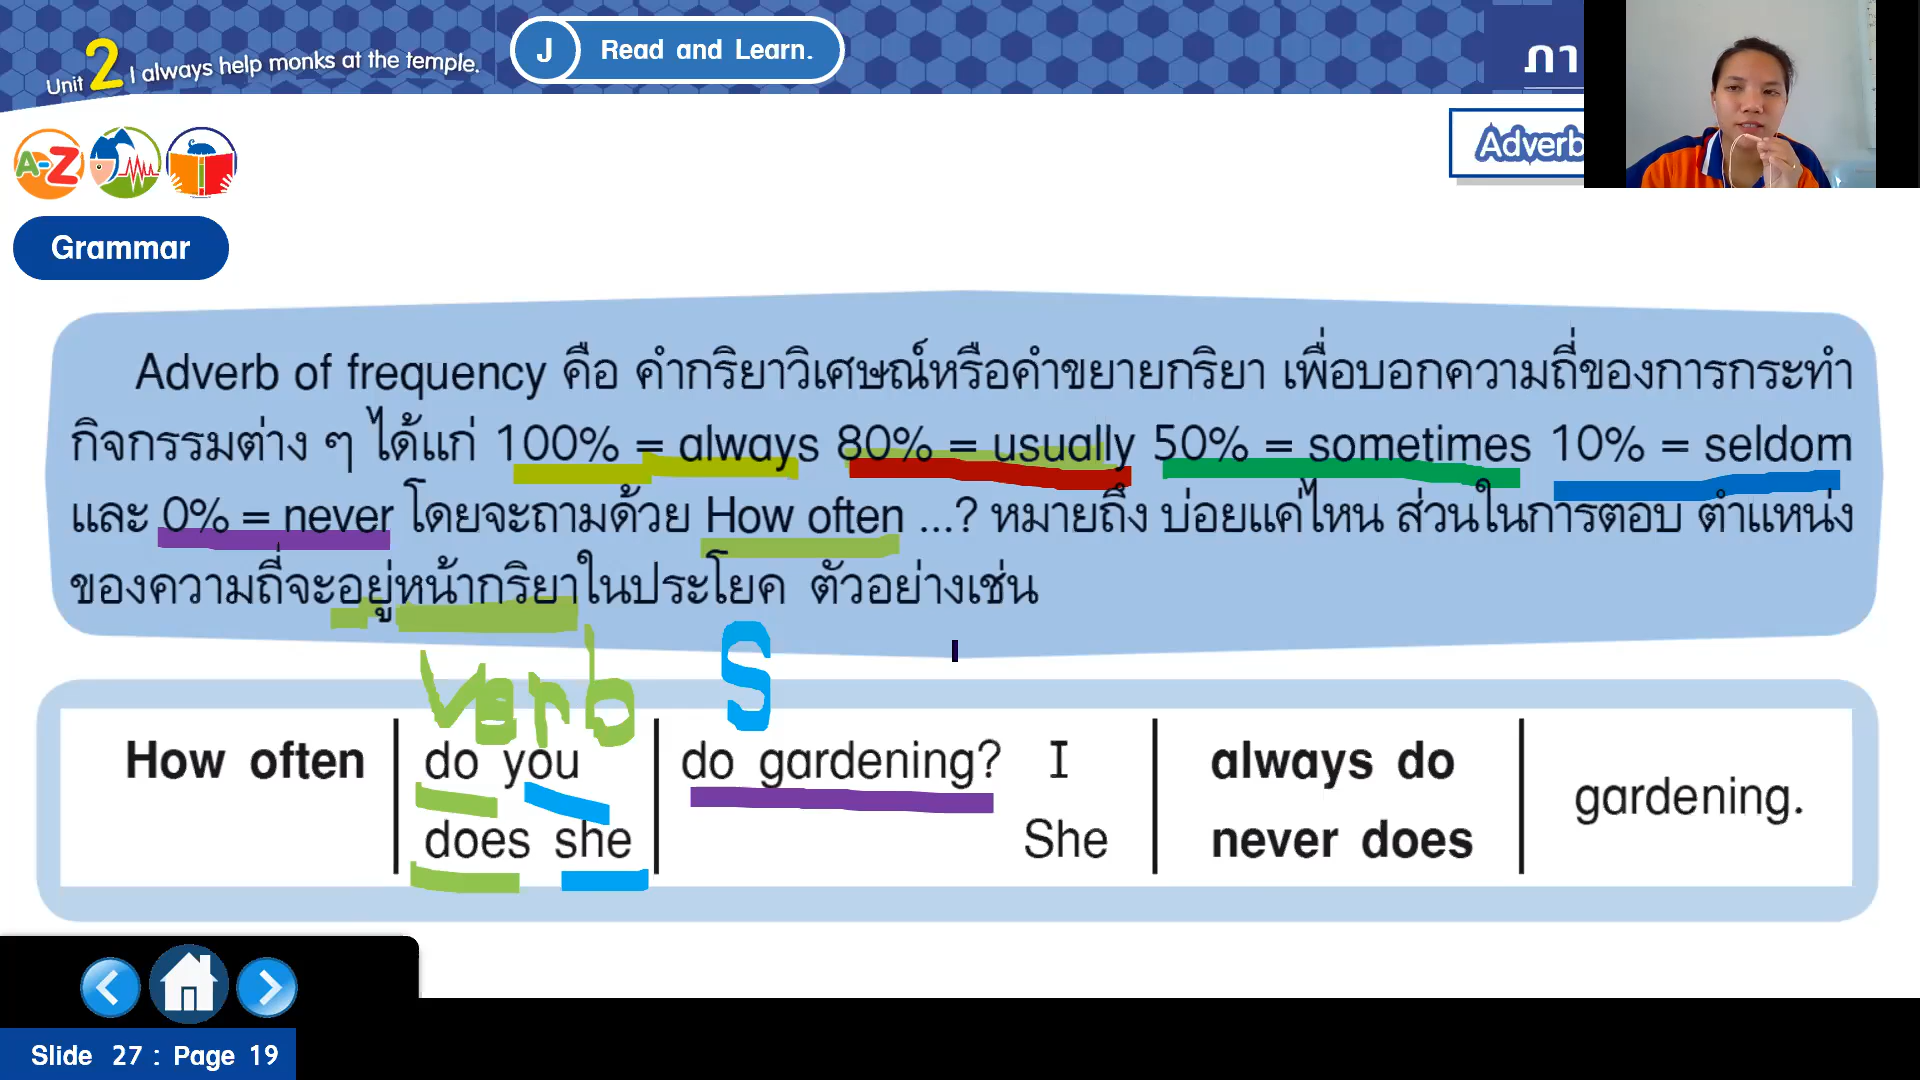 Unit 2 I always help monks at the temple.
J Read and Learn.
ภา
A-Z
Adverb
Grammar
Adverb of frequency คือ คำกริยาวิเศษณ์หรือคำขยายกริยา เพื่อบอกความถี่ของการกระทำ
กิจกรรมต่าง ๆ ได้แก่ 100% = always 80% = usually 50% = sometimes 10% = seldom
และ 0% = never โดยจะถามด้วย How often ...? หมายถึง บ่อยแค่ไหน ส่วนในการตอบ ตำแหน่ง
ของความถี่จะอยู่หน้ากริยาในประโยค ตัวอย่างเช่น
Verb S
How often do you do gardening? I always do gardening.
does she She never does
Slide 27 : Page 19